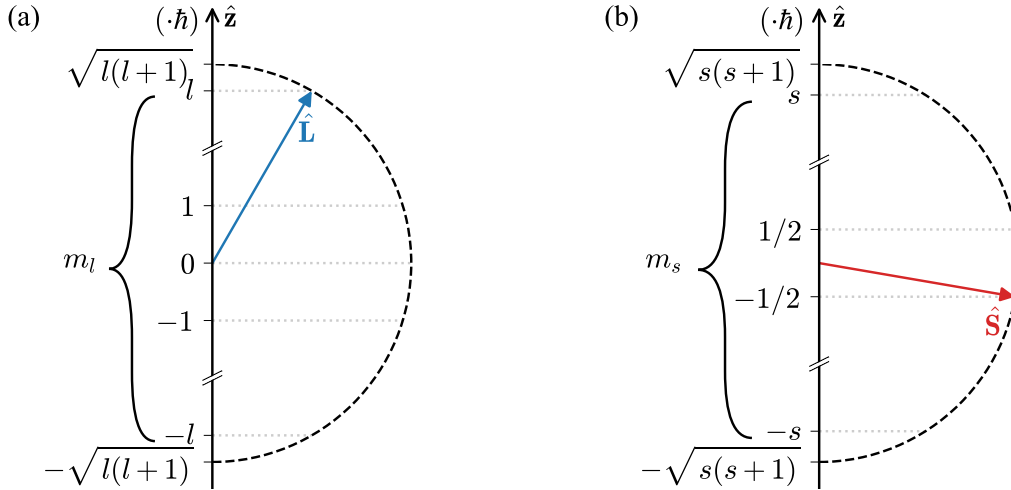 (a)
(·ħ) ẑ
√l(l+1)
l
L̂
1
m_l
0
−1
−l
−√l(l+1)
(b)
(·ħ) ẑ
√s(s+1)
s
1/2
m_s
−1/2
Ŝ
−s
−√s(s+1)